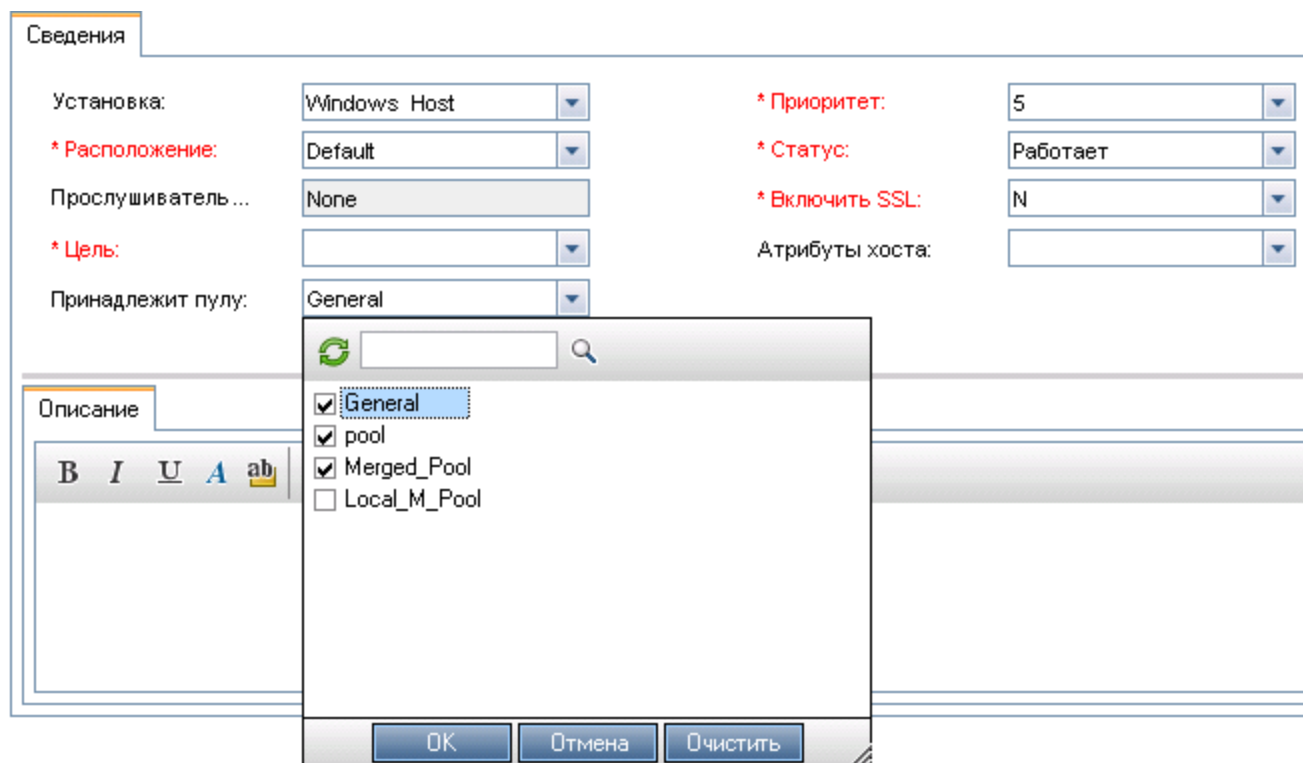 Сведения
Установка: Windows Host * Приоритет: 5
* Расположение: Default * Статус: Работает
Прослушиватель... None * Включить SSL: N
* Цель: Атрибуты хоста:
Принадлежит пулу: General
General
Описание
pool
Merged_Pool
B I U A ab
Local_M_Pool
OK Отмена Очистить